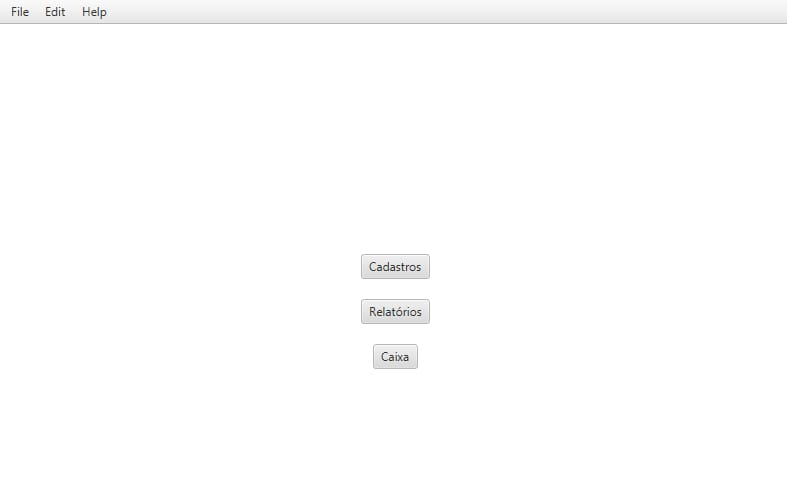 File Edit Help
Cadastros
Relatórios
Caixa